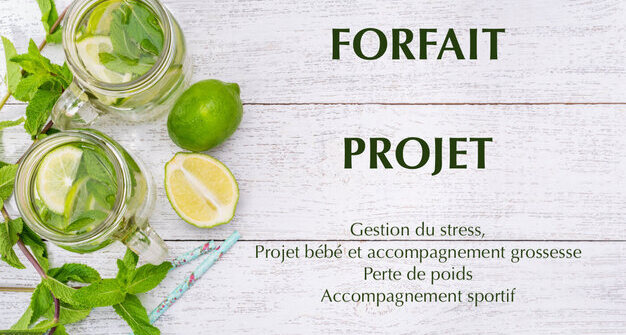 FORFAIT
PROJET
Gestion du stress,
Projet bébé et accompagnement grossesse
Perte de poids
Accompagnement sportif